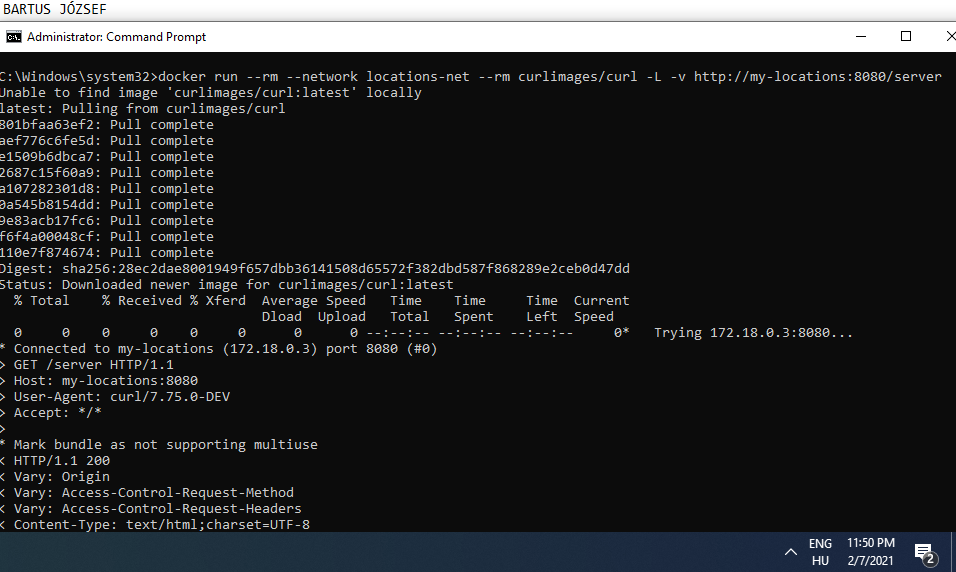 BARTUS JÓZSEF
Administrator: Command Prompt
C:\Windows\system32>docker run --rm --network locations-net --rm curlimages/curl -L -v http://my-locations:8080/server
Unable to find image 'curlimages/curl:latest' locally
latest: Pulling from curlimages/curl
801bfaa63ef2: Pull complete
aef776c6fe5d: Pull complete
e1509b6dbca7: Pull complete
2687c15f60a9: Pull complete
a107282301d8: Pull complete
0a545b8154dd: Pull complete
9e83acb17fc6: Pull complete
f6f4a00048cf: Pull complete
110e7f874674: Pull complete
Digest: sha256:28ec2dae8001949f657dbb36141508d65572f382dbd587f868289e2ceb0d47dd
Status: Downloaded newer image for curlimages/curl:latest
  % Total    % Received % Xferd  Average Speed   Time    Time     Time  Current
                                 Dload  Upload   Total   Spent    Left  Speed
  0     0    0     0    0     0      0      0 --:--:-- --:--:-- --:--:--     0*   Trying 172.18.0.3:8080...
* Connected to my-locations (172.18.0.3) port 8080 (#0)
> GET /server HTTP/1.1
> Host: my-locations:8080
> User-Agent: curl/7.75.0-DEV
> Accept: */*
>
* Mark bundle as not supporting multiuse
< HTTP/1.1 200
< Vary: Origin
< Vary: Access-Control-Request-Method
< Vary: Access-Control-Request-Headers
< Content-Type: text/html;charset=UTF-8
ENG 11:50 PM
HU 2/7/2021 2